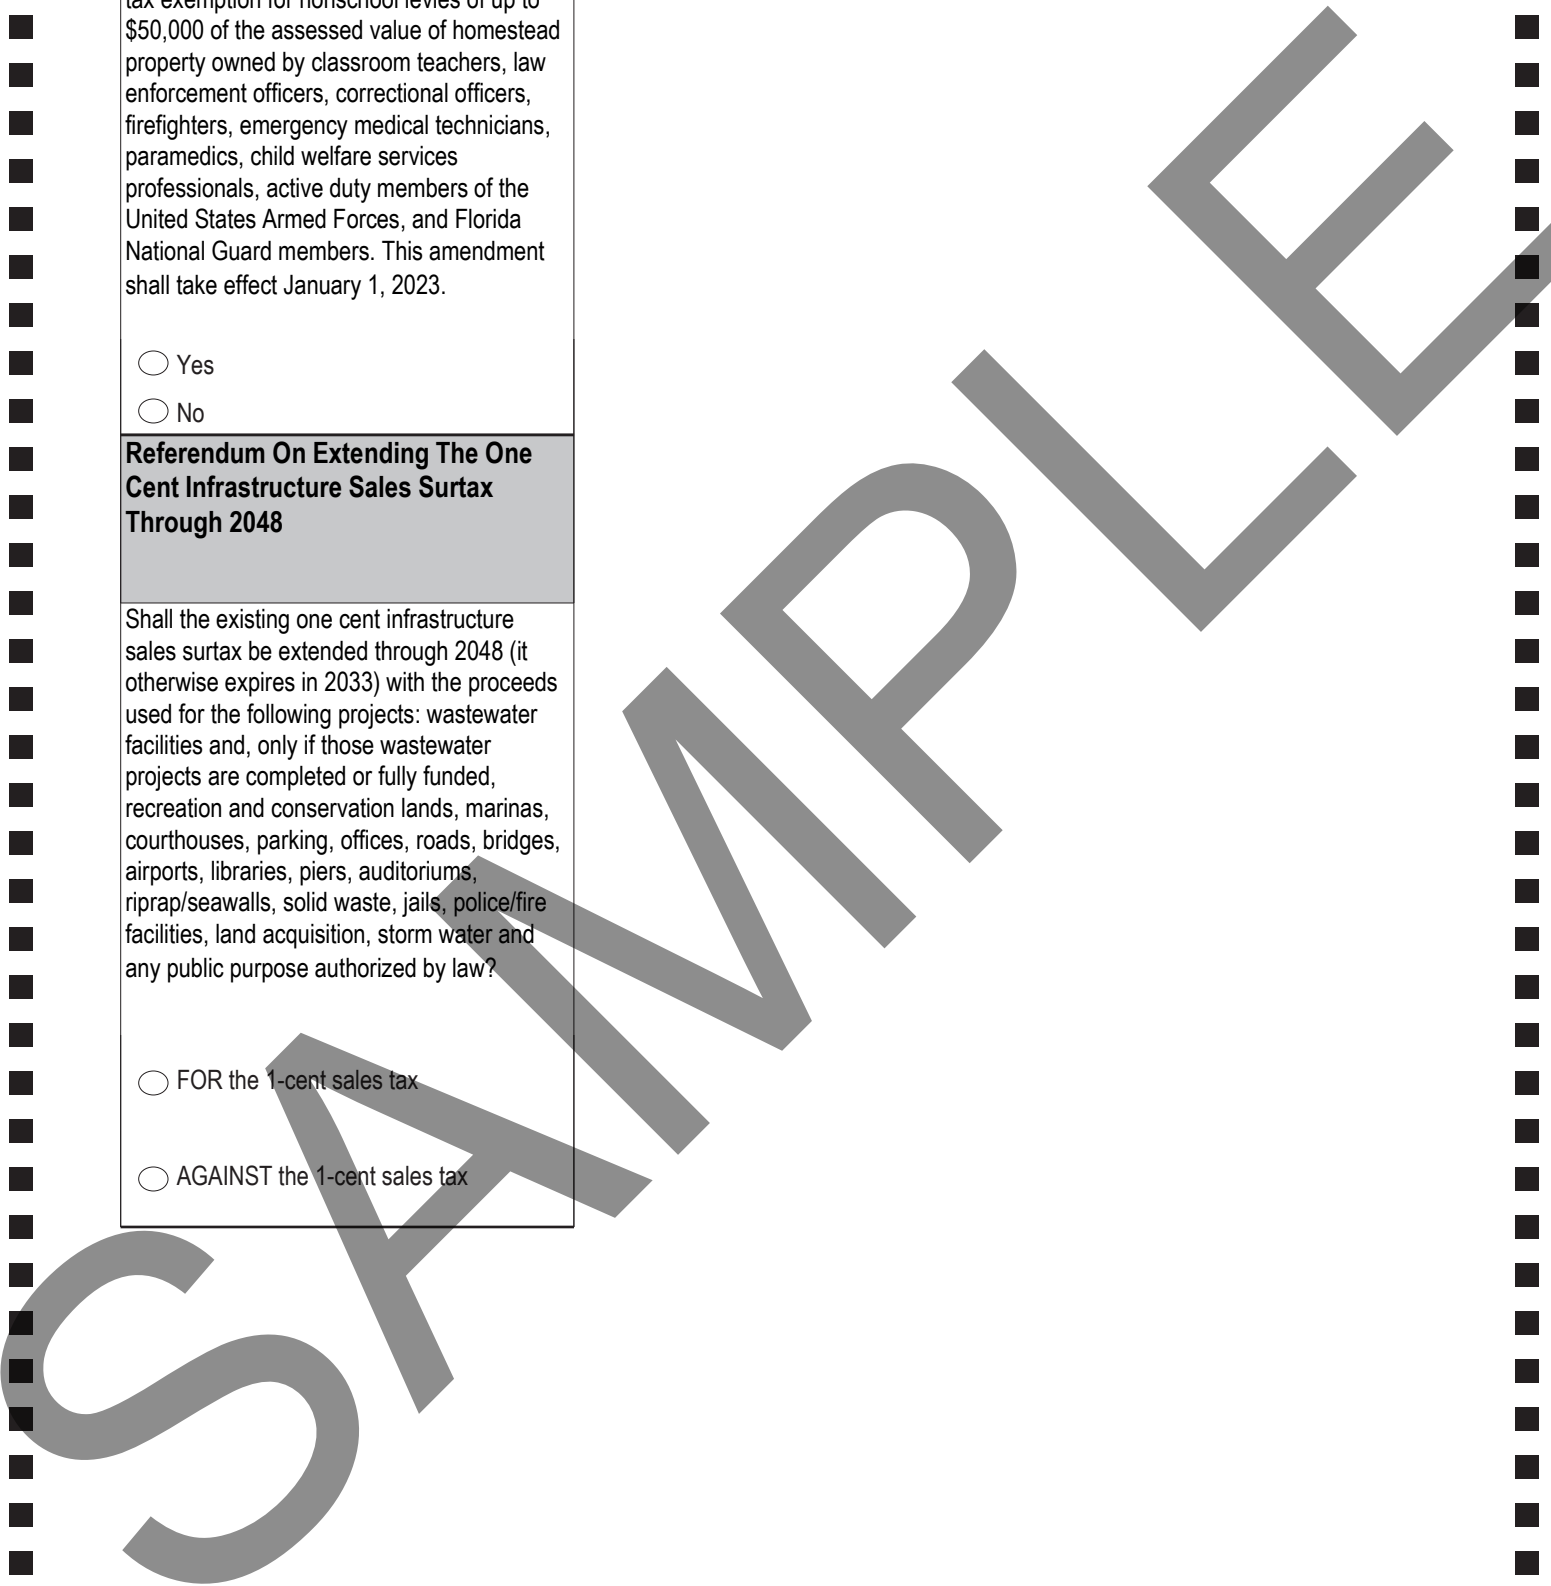 tax exemption for nonschool levies of up to
$50,000 of the assessed value of homestead
property owned by classroom teachers, law
enforcement officers, correctional officers,
firefighters, emergency medical technicians,
paramedics, child welfare services
professionals, active duty members of the
United States Armed Forces, and Florida
National Guard members. This amendment
shall take effect January 1, 2023.
Yes
No
Referendum On Extending The One
Cent Infrastructure Sales Surtax
Through 2048
Shall the existing one cent infrastructure
sales surtax be extended through 2048 (it
otherwise expires in 2033) with the proceeds
used for the following projects: wastewater
facilities and, only if those wastewater
projects are completed or fully funded,
recreation and conservation lands, marinas,
courthouses, parking, offices, roads, bridges,
airports, libraries, piers, auditoriums,
riprap/seawalls, solid waste, jails, police/fire
facilities, land acquisition, storm water and
any public purpose authorized by law?
FOR the 1-cent sales tax
AGAINST the 1-cent sales tax
SAMPLE